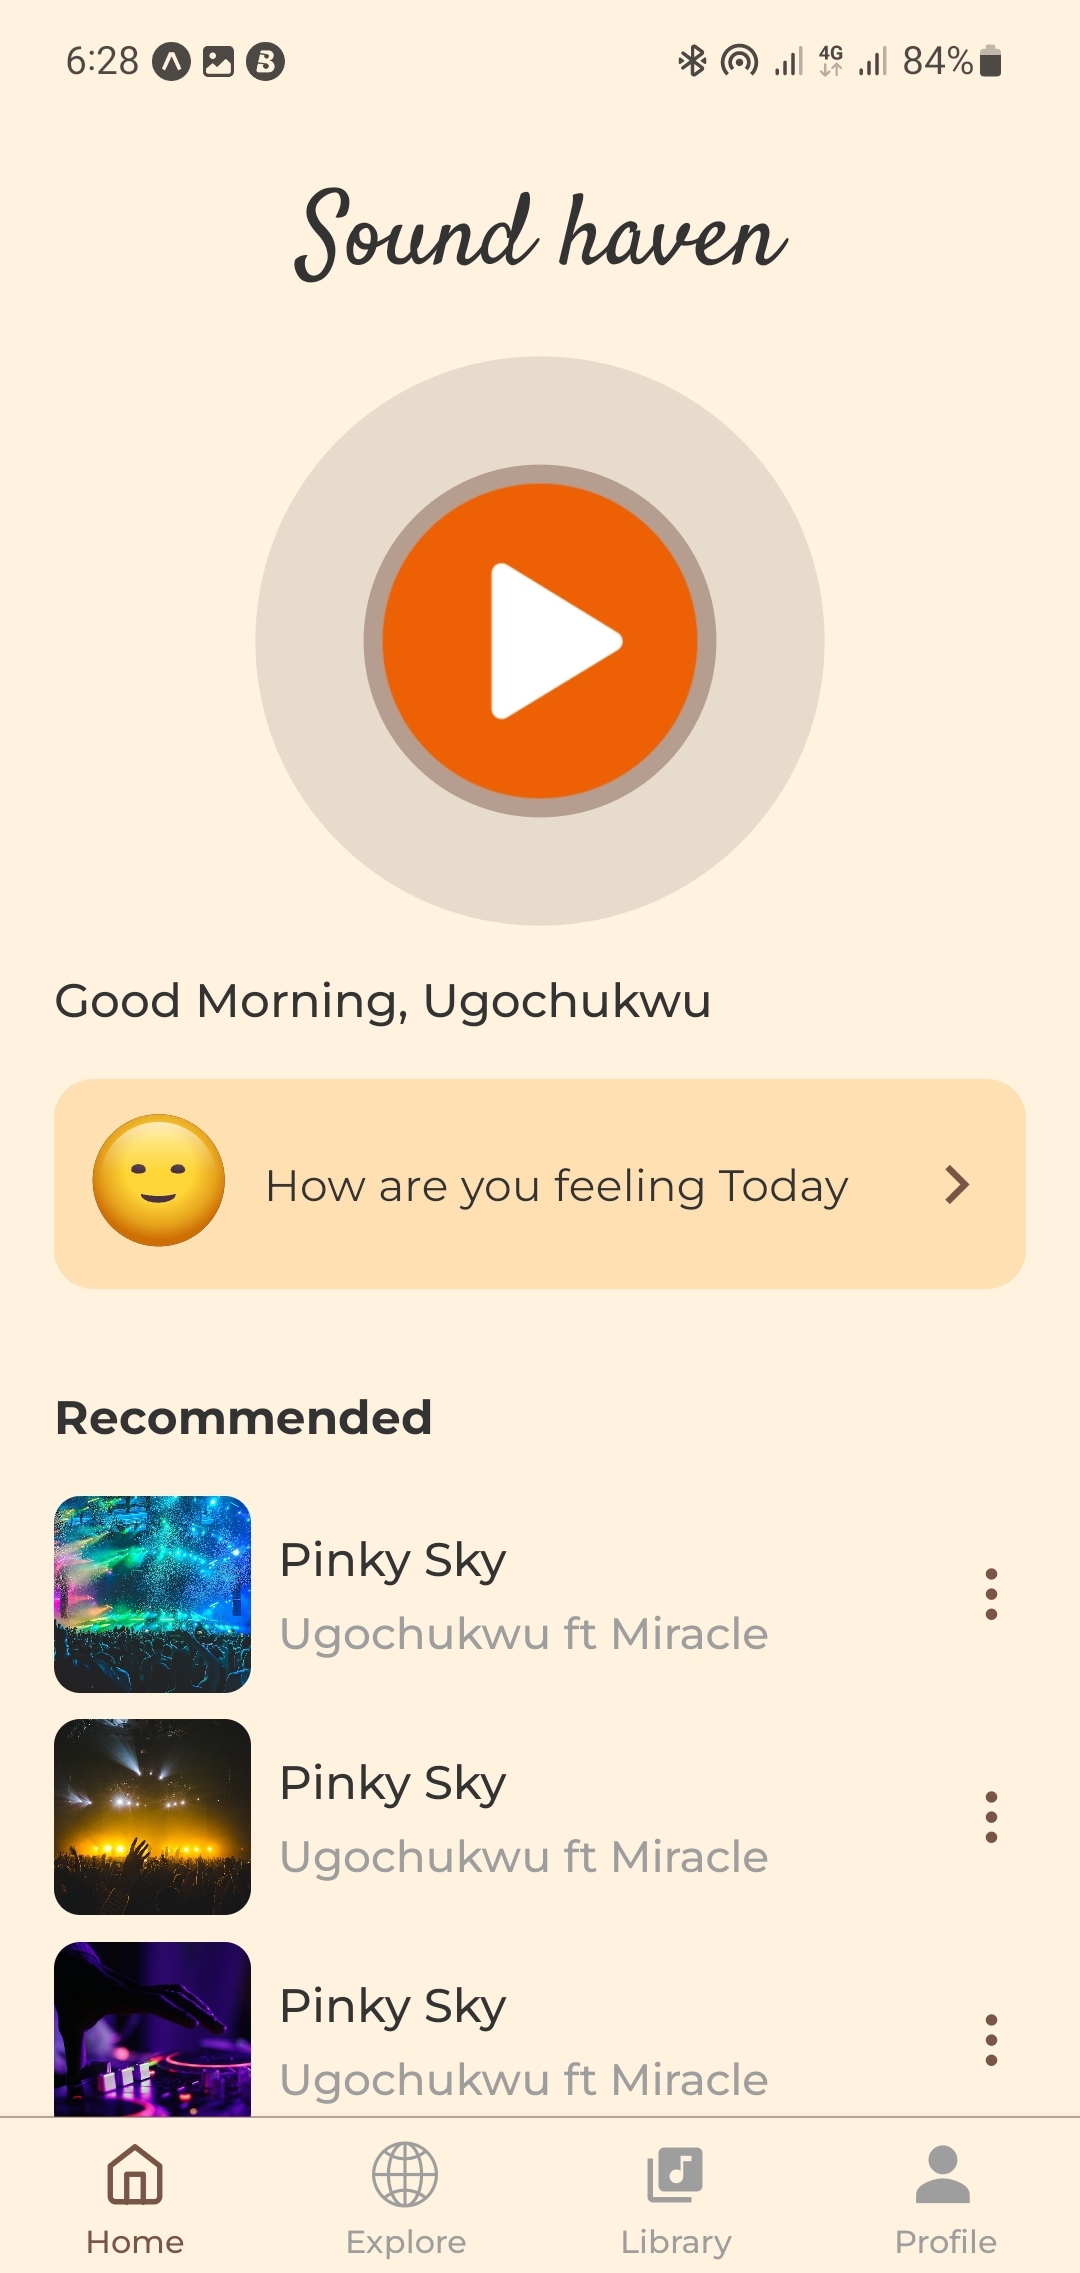 6:28
4G
84%
Sound haven
Good Morning, Ugochukwu
How are you feeling Today
Recommended
Pinky Sky
Ugochukwu ft Miracle
Pinky Sky
Ugochukwu ft Miracle
Pinky Sky
Ugochukwu ft Miracle
Home
Explore
Library
Profile